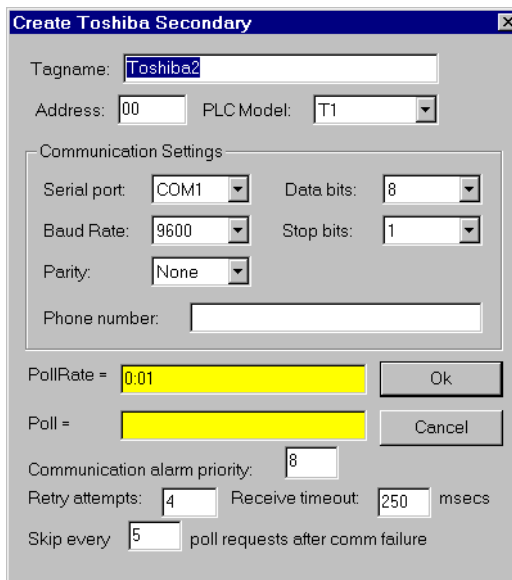 Create Toshiba Secondary
Tagname: Toshiba2
Address: 00 PLC Model: T1
Communication Settings
Serial port: COM1 Data bits: 8
Baud Rate: 9600 Stop bits: 1
Parity: None
Phone number:
PollRate = 0:01 Ok
Poll = Cancel
Communication alarm priority: 8
Retry attempts: 4 Receive timeout: 250 msecs
Skip every 5 poll requests after comm failure